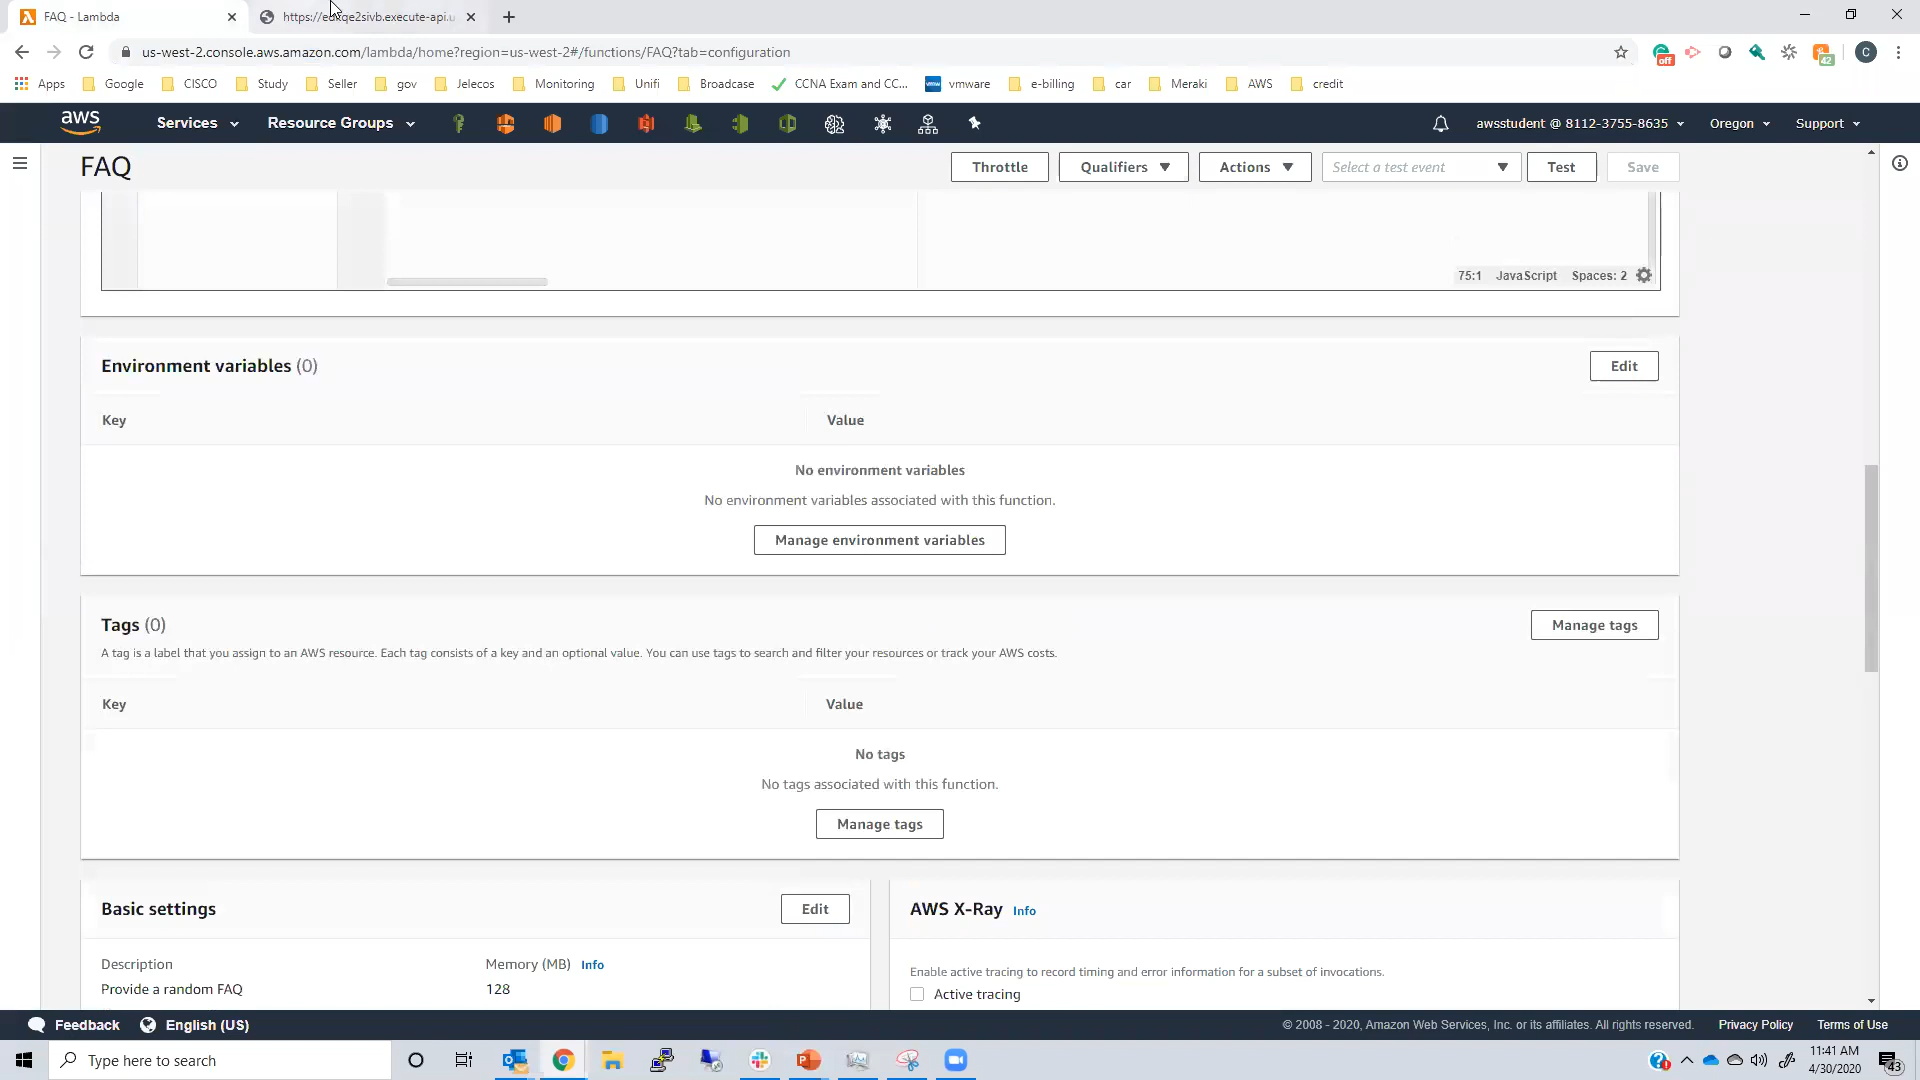 FAQ - Lambda
us-west-2.console.aws.amazon.com/lambda/home?region=us-west-2#/functions/FAQ?tab=configuration
off
42
C
Apps Google CISCO Study Seller gov Jelecos Monitoring Unifi Broadcase CCNA Exam and CC... vmware e-billing car Meraki AWS credit
aws Services Resource Groups awsstudent @ 8112-3755-8635 Oregon Support
FAQ Throttle Qualifiers Actions Select a test event Test Save
75:1 JavaScript Spaces: 2
Environment variables (0) Edit
Key Value
No environment variables
No environment variables associated with this function.
Manage environment variables
Tags (0) Manage tags
A tag is a label that you assign to an AWS resource. Each tag consists of a key and an optional value. You can use tags to search and filter your resources or track your AWS costs.
Key Value
No tags
No tags associated with this function.
Manage tags
Basic settings Edit AWS X-Ray Info
Description Memory (MB) Info
Enable active tracing to record timing and error information for a subset of invocations.
Provide a random FAQ 128
Active tracing
Feedback English (US) © 2008 - 2020, Amazon Web Services, Inc. or its affiliates. All rights reserved. Privacy Policy Terms of Use
Type here to search 11:41 AM
4/30/2020
43